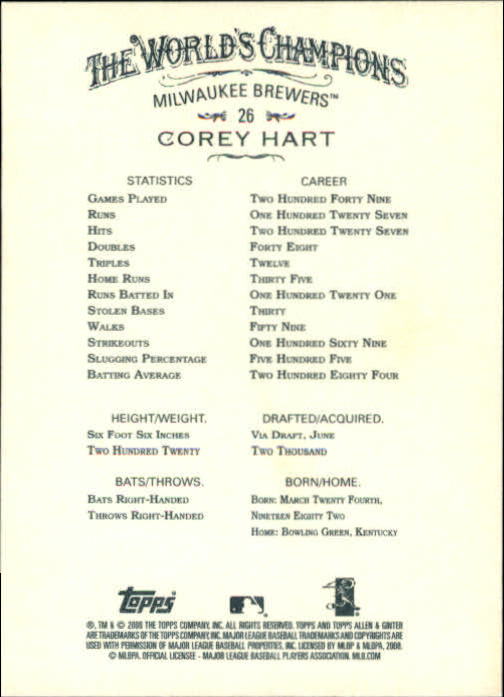 THE WORLD'S CHAMPIONS
MILWAUKEE BREWERS™
26
COREY HART
STATISTICS CAREER
GAMES PLAYED TWO HUNDRED FORTY NINE
RUNS ONE HUNDRED TWENTY SEVEN
HITS TWO HUNDRED TWENTY SEVEN
DOUBLES FORTY EIGHT
TRIPLES TWELVE
HOME RUNS THIRTY FIVE
RUNS BATTED IN ONE HUNDRED TWENTY ONE
STOLEN BASES THIRTY
WALKS FIFTY NINE
STRIKEOUTS ONE HUNDRED SIXTY NINE
SLUGGING PERCENTAGE FIVE HUNDRED FIVE
BATTING AVERAGE TWO HUNDRED EIGHTY FOUR
HEIGHT/WEIGHT. DRAFTED/ACQUIRED.
SIX FOOT SIX INCHES VIA DRAFT, JUNE
TWO HUNDRED TWENTY TWO THOUSAND
BATS/THROWS. BORN/HOME.
BATS RIGHT-HANDED BORN: MARCH TWENTY FOURTH,
THROWS RIGHT-HANDED NINETEEN EIGHTY TWO
HOME: BOWLING GREEN, KENTUCKY
topps
®, TM & © 2008 THE TOPPS COMPANY, INC. ALL RIGHTS RESERVED. TOPPS AND TOPPS ALLEN & GINTER
ARE TRADEMARKS OF THE TOPPS COMPANY, INC. MAJOR LEAGUE BASEBALL TRADEMARKS AND COPYRIGHTS ARE
USED WITH PERMISSION OF MAJOR LEAGUE BASEBALL PROPERTIES, INC. LICENSED BY MLBP & MLBPA, 2008.
© MLBPA. OFFICIAL LICENSEE - MAJOR LEAGUE BASEBALL PLAYERS ASSOCIATION. MLB.COM